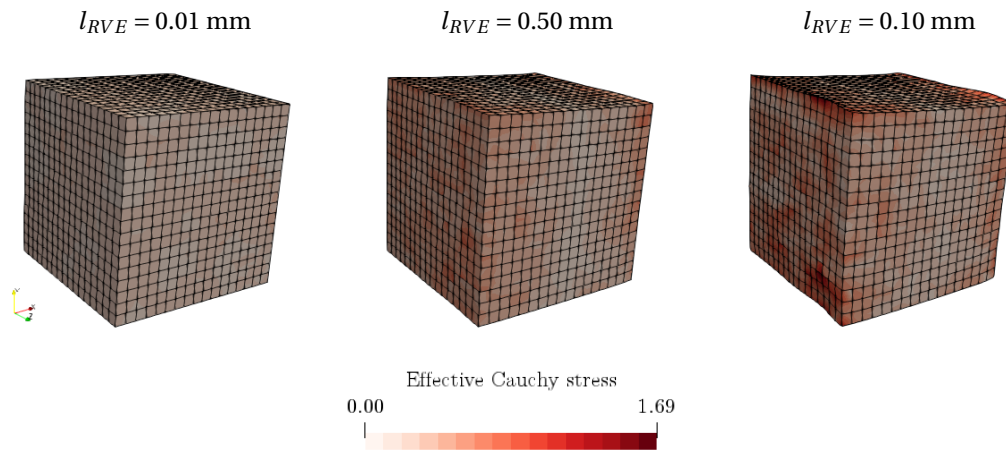 l_RVE = 0.01 mm
l_RVE = 0.50 mm
l_RVE = 0.10 mm
Y
X
Z
Effective Cauchy stress
0.00 1.69